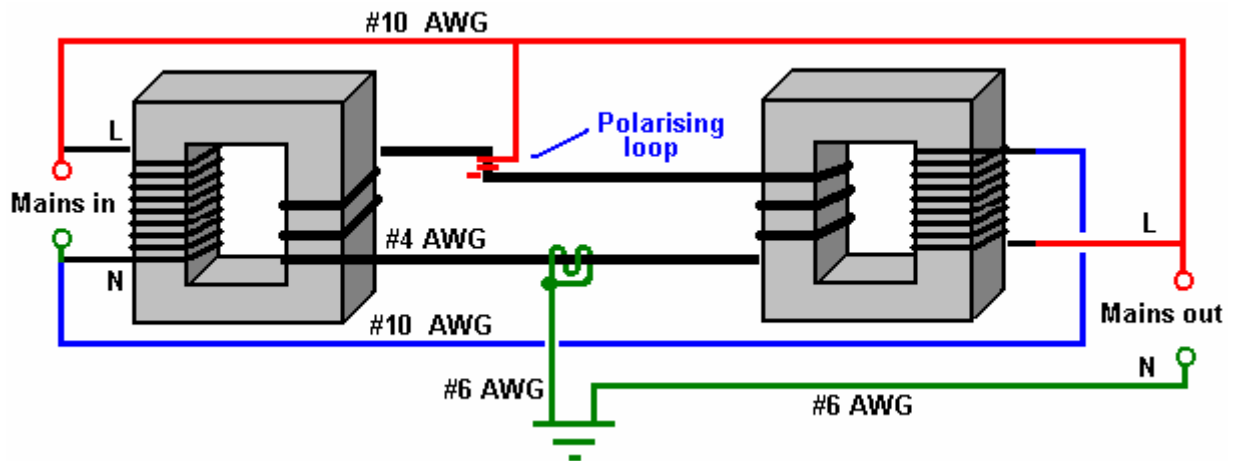 #10 AWG
L
Polarising
loop
Mains in
#4 AWG
L
N
Mains out
#10 AWG
N
#6 AWG
#6 AWG